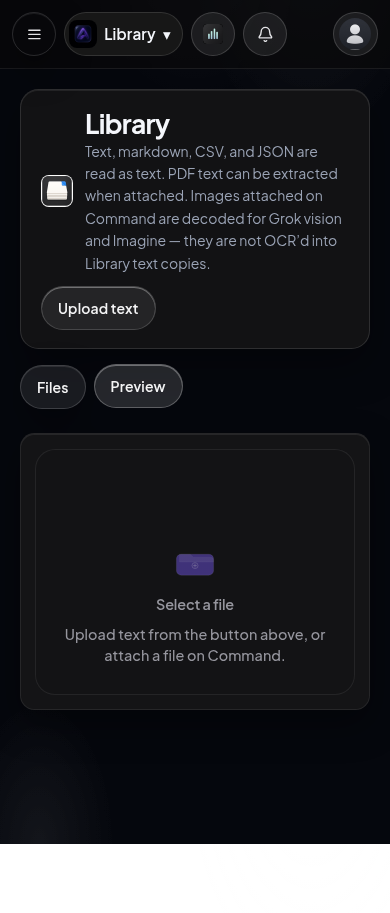 Library ▾
Library
Text, markdown, CSV, and JSON are
read as text. PDF text can be extracted
when attached. Images attached on
Command are decoded for Grok vision
and Imagine — they are not OCR'd into
Library text copies.
Upload text
Files
Preview
Select a file
Upload text from the button above, or
attach a file on Command.